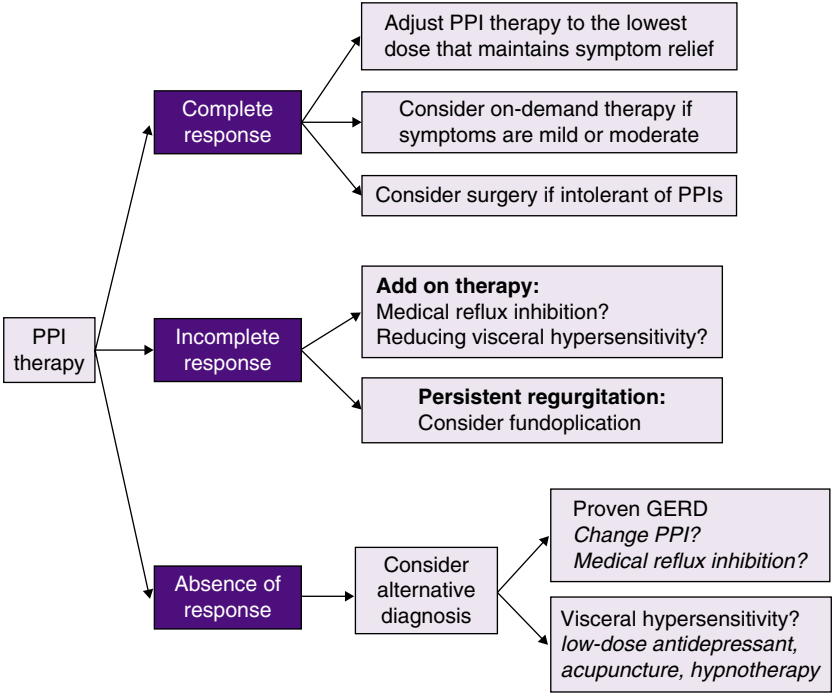 PPI
therapy
Complete
response
Adjust PPI therapy to the lowest
dose that maintains symptom relief
Consider on-demand therapy if
symptoms are mild or moderate
Consider surgery if intolerant of PPIs
Incomplete
response
Add on therapy:
Medical reflux inhibition?
Reducing visceral hypersensitivity?
Persistent regurgitation:
Consider fundoplication
Absence of
response
Consider
alternative
diagnosis
Proven GERD
Change PPI?
Medical reflux inhibition?
Visceral hypersensitivity?
low-dose antidepressant,
acupuncture, hypnotherapy